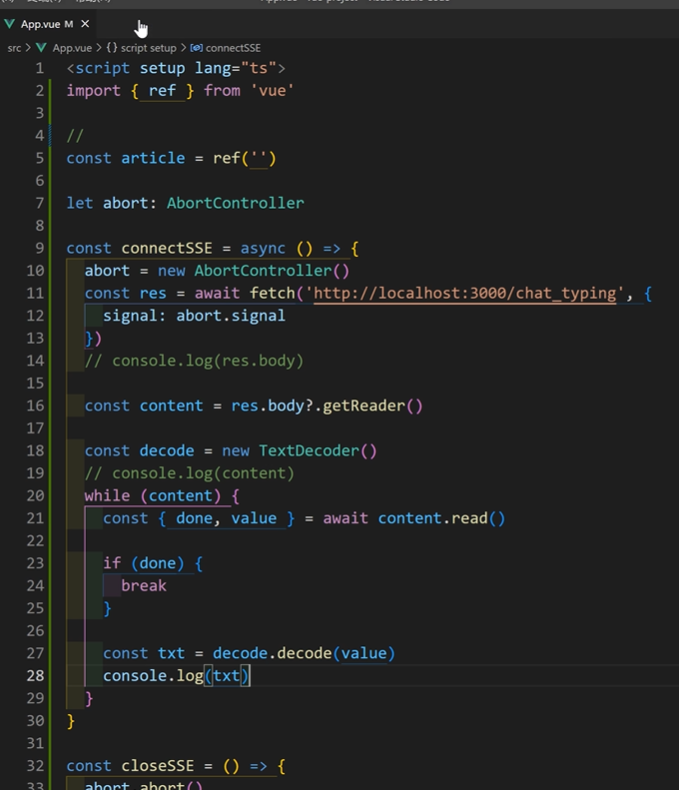 App.vue M ×
src > App.vue > {} script setup > connectSSE
1 <script setup lang="ts">
2 import { ref } from 'vue'
3
4 //
5 const article = ref('')
6
7 let abort: AbortController
8
9 const connectSSE = async () => {
10 abort = new AbortController()
11 const res = await fetch('http://localhost:3000/chat_typing', {
12 signal: abort.signal
13 })
14 // console.log(res.body)
15
16 const content = res.body?.getReader()
17
18 const decode = new TextDecoder()
19 // console.log(content)
20 while (content) {
21 const { done, value } = await content.read()
22
23 if (done) {
24 break
25 }
26
27 const txt = decode.decode(value)
28 console.log(txt)
29 }
30 }
31
32 const closeSSE = () => {
33 abort.abort()